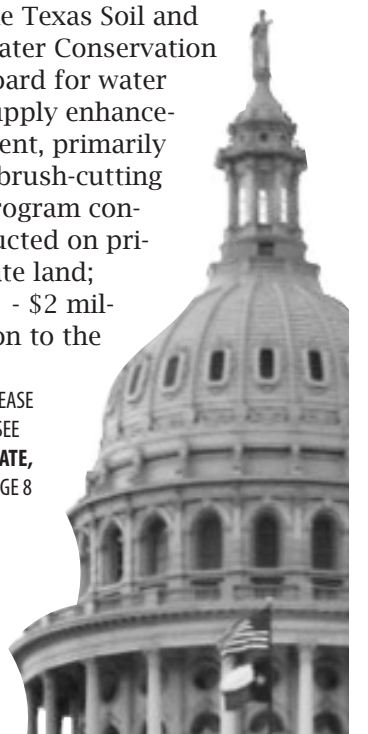 e Texas Soil and
ater Conservation
oard for water
upply enhance-
ent, primarily
brush-cutting
rogram con-
ucted on pri-
te land;
- $2 mil-
on to the
EASE
SEE
ATE,
GE 8